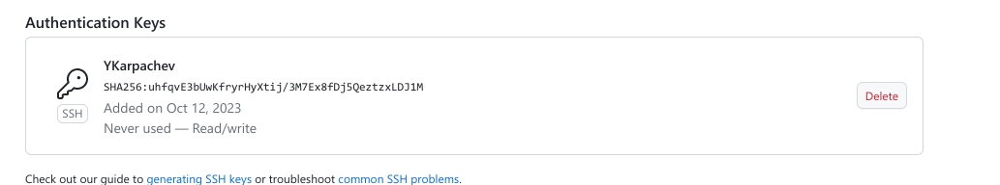 Authentication Keys
YKarpachev
SHA256:uhfqvE3bUwKfryrHyXtij/3M7Ex8fDj5QeztzxLDJ1M
SSH
Added on Oct 12, 2023
Never used — Read/write
Delete
Check out our guide to generating SSH keys or troubleshoot common SSH problems.